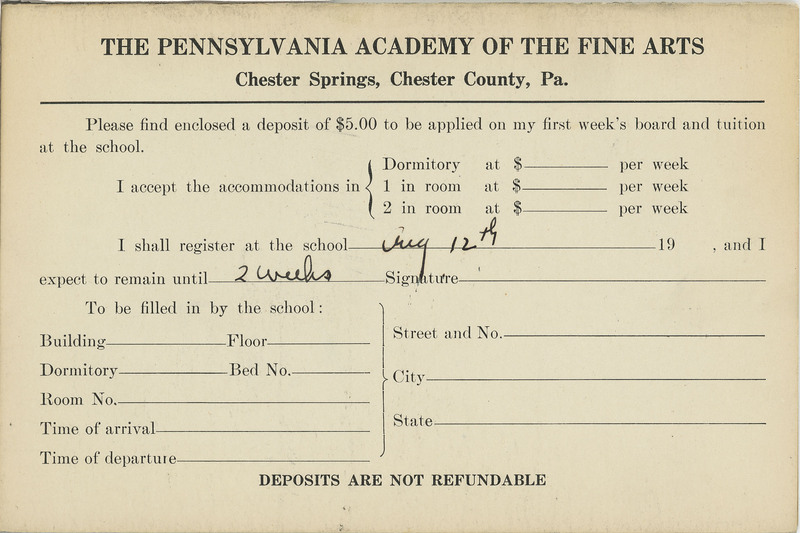 THE PENNSYLVANIA ACADEMY OF THE FINE ARTS
Chester Springs, Chester County, Pa.
Please find enclosed a deposit of $5.00 to be applied on my first week's board and tuition
at the school.
I accept the accommodations in
Dormitory at $ per week
1 in room at $ per week
2 in room at $ per week
I shall register at the school Aug 12th 19 , and I
expect to remain until 2 weeks Signature
To be filled in by the school:
Building Floor
Dormitory Bed No.
Room No.
Time of arrival
Time of departure
Street and No.
City
State
DEPOSITS ARE NOT REFUNDABLE